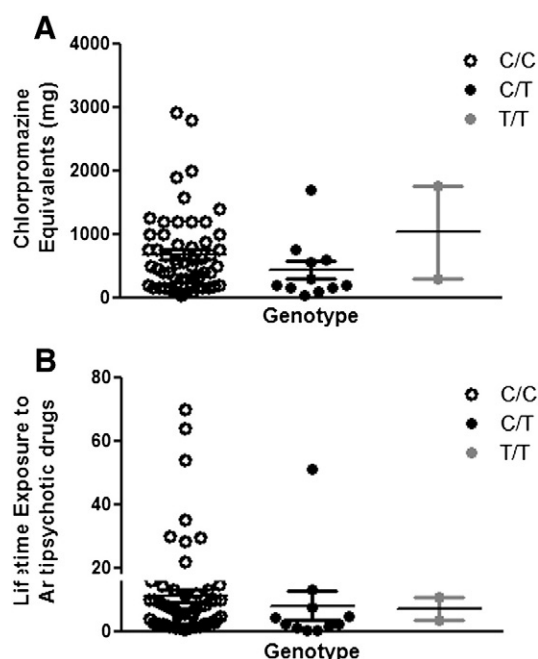 A
Chlorpromazine
Equivalents (mg)
4000
3000
2000
1000
0
Genotype
C/C
C/T
T/T
B
Lifetime Exposure to
Antipsychotic drugs
80
60
40
20
0
Genotype
C/C
C/T
T/T